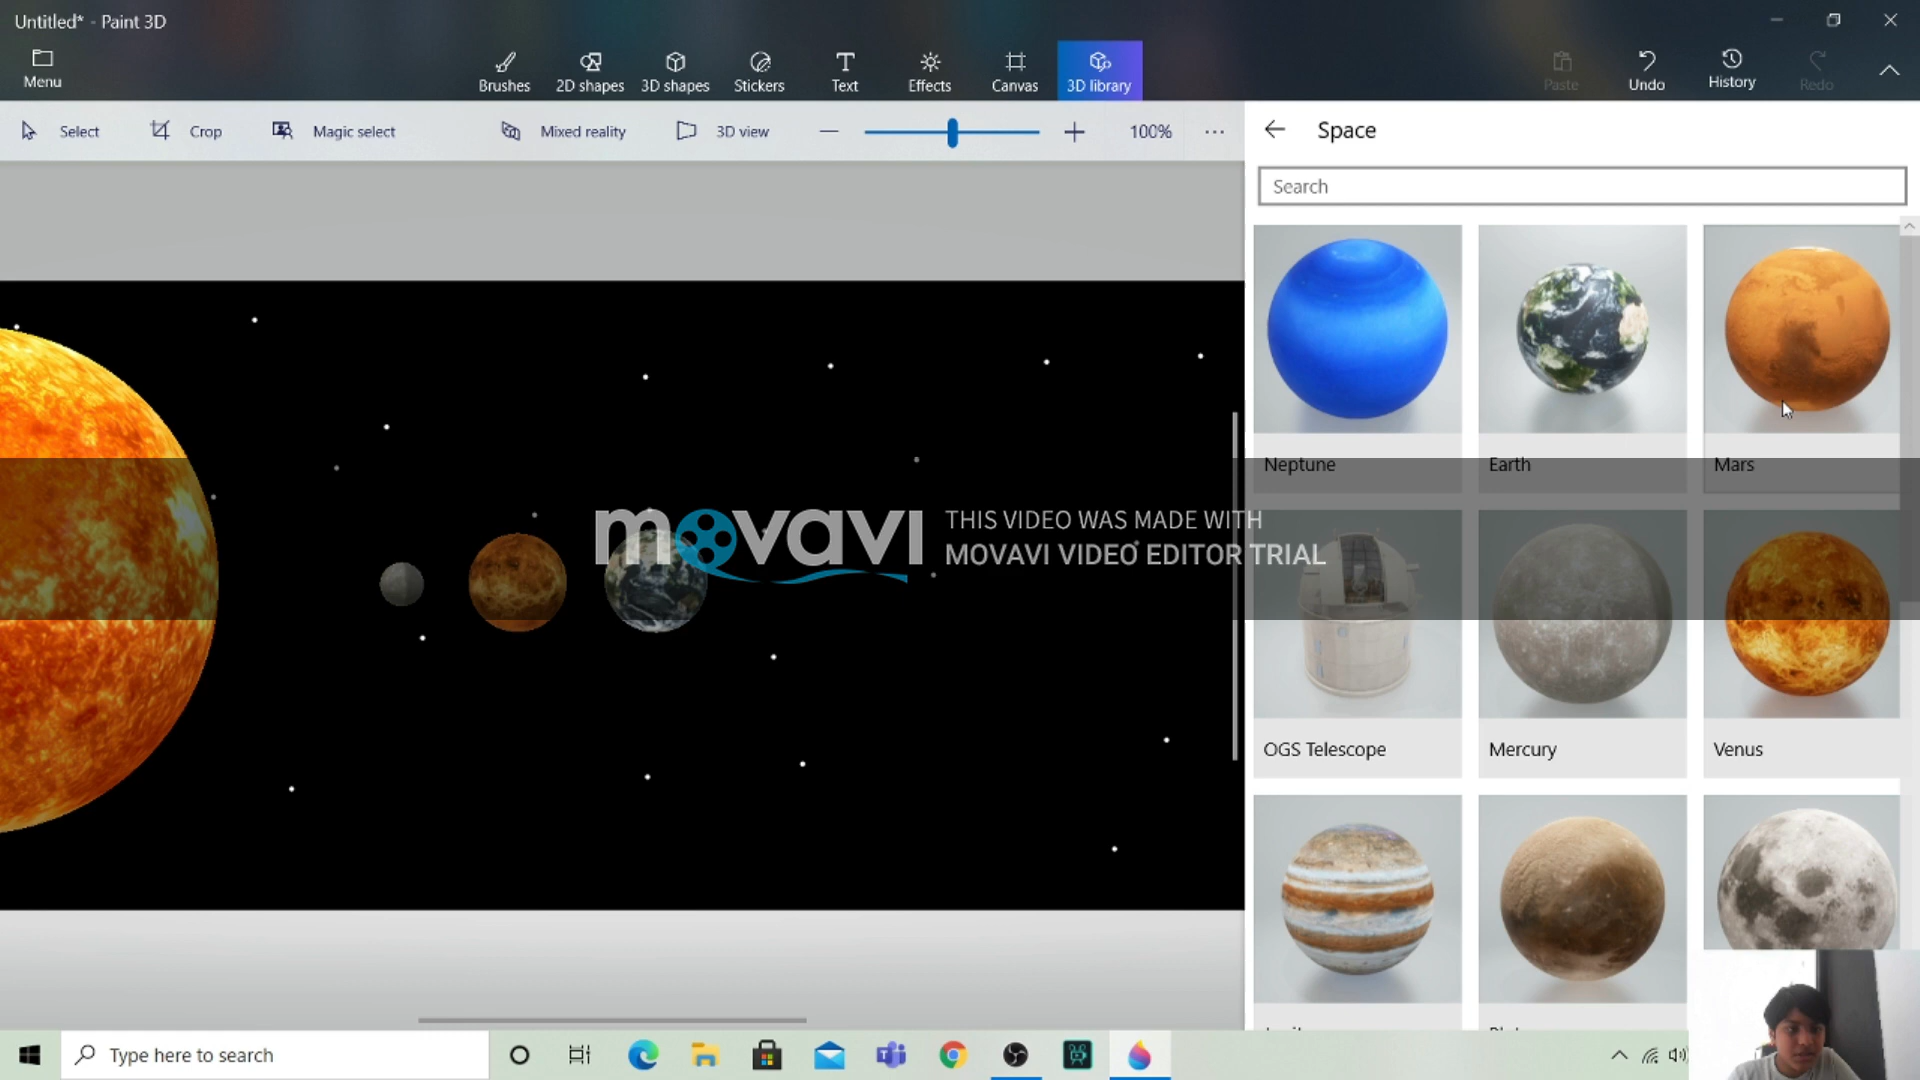 Untitled* - Paint 3D
Menu
Brushes
2D shapes
3D shapes
Stickers
Text
Effects
Canvas
3D library
Paste
Undo
History
Redo
Select
Crop
Magic select
Mixed reality
3D view
100%
Space
Search
Neptune
Earth
Mars
movavi
THIS VIDEO WAS MADE WITH
MOVAVI VIDEO EDITOR TRIAL
OGS Telescope
Mercury
Venus
Type here to search